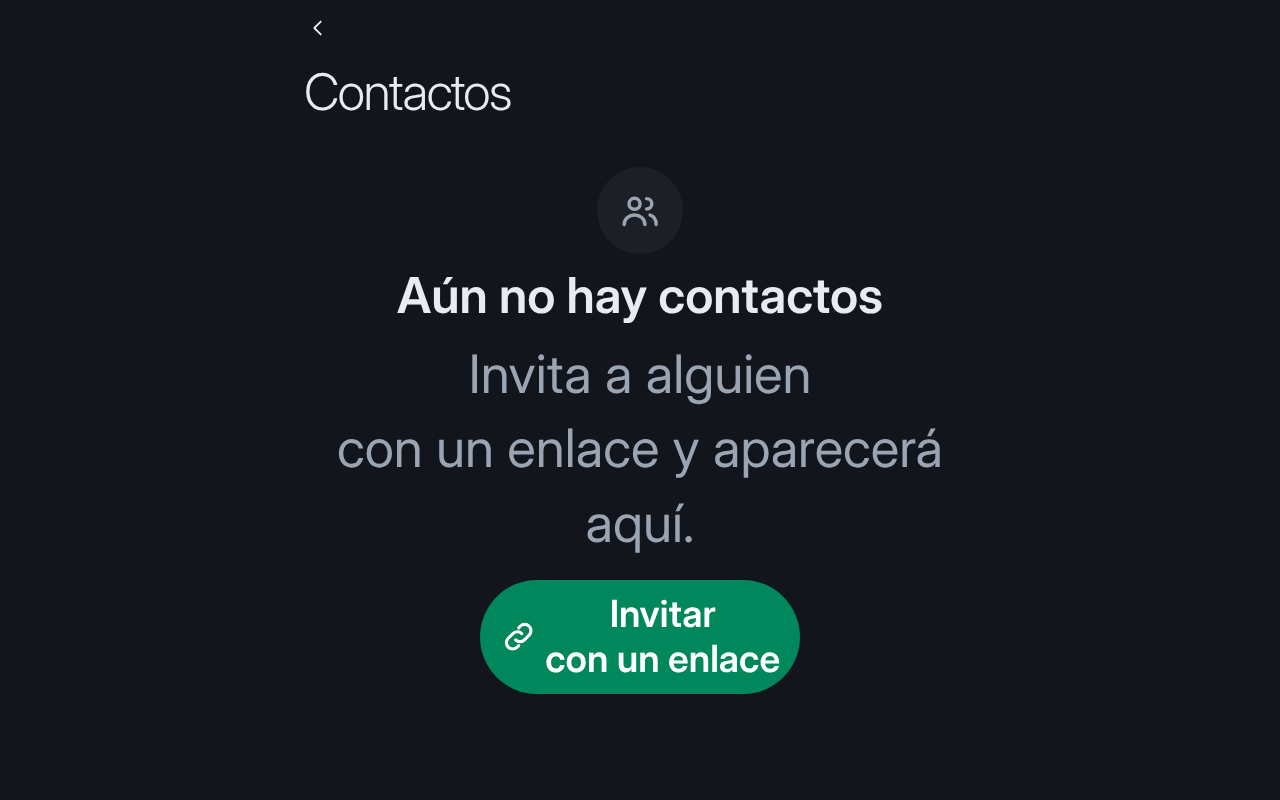 Contactos
Aún no hay contactos
Invita a alguien
con un enlace y aparecerá
aquí.
Invitar
con un enlace